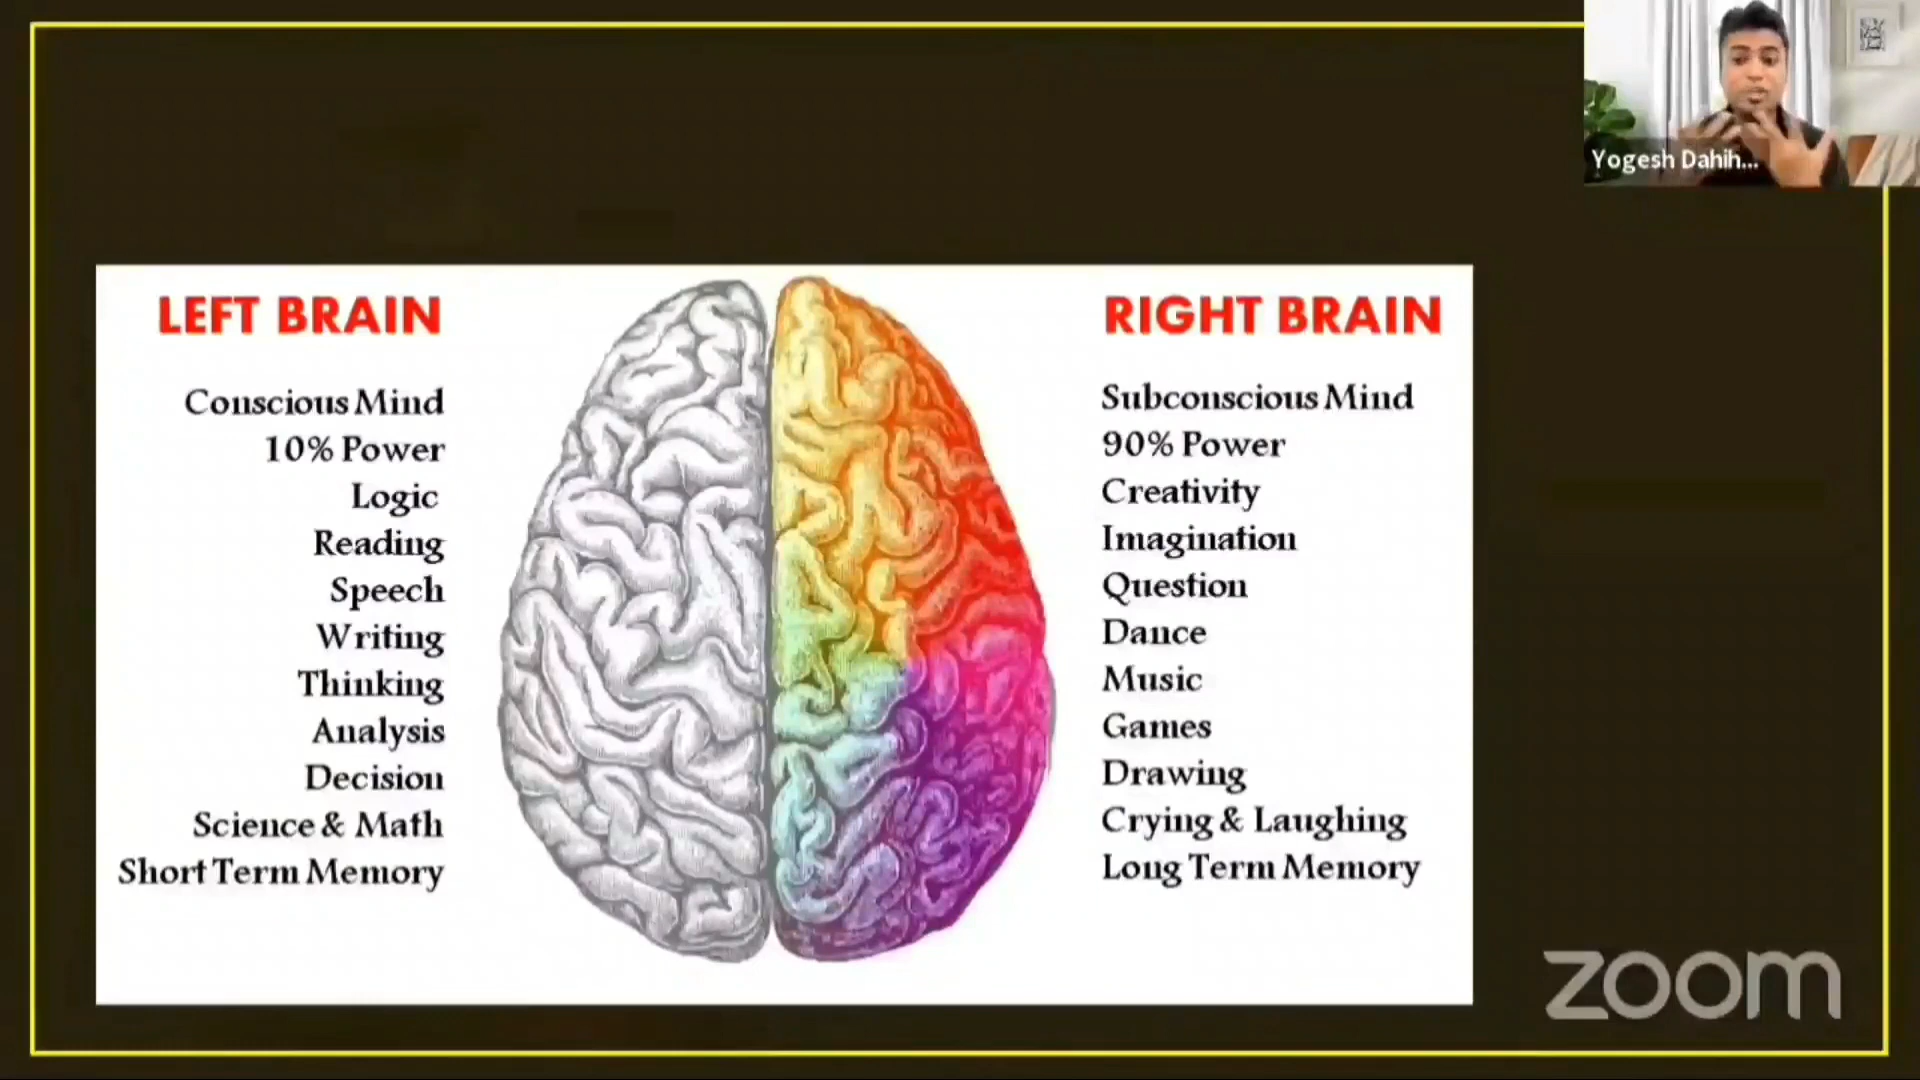 Yogesh Dahih...
LEFT BRAIN
Conscious Mind
10% Power
Logic
Reading
Speech
Writing
Thinking
Analysis
Decision
Science & Math
Short Term Memory
RIGHT BRAIN
Subconscious Mind
90% Power
Creativity
Imagination
Question
Dance
Music
Games
Drawing
Crying & Laughing
Long Term Memory
zoom